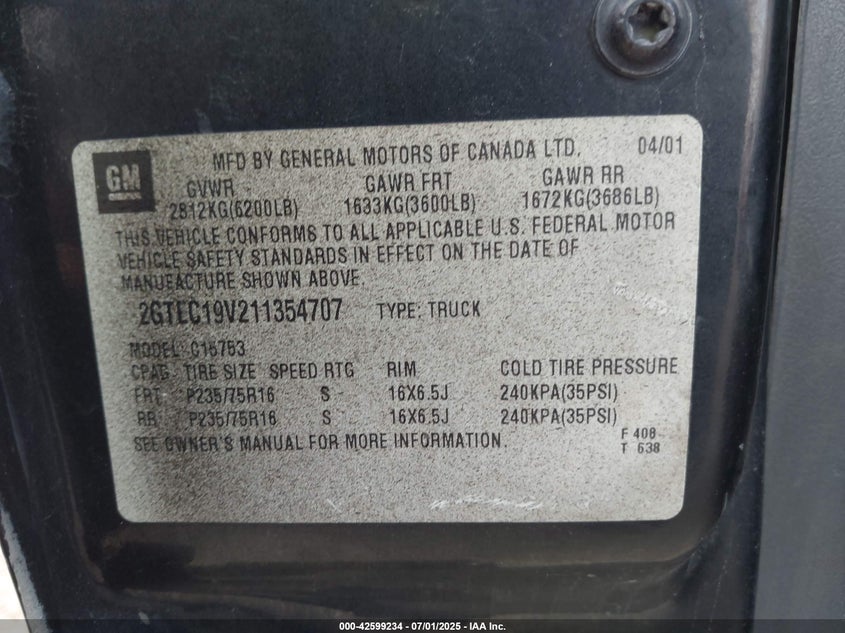 MFD BY GENERAL MOTORS OF CANADA LTD. 04/01
GM
GVWR GAWR FRT GAWR RR
2812KG(6200LB) 1633KG(3600LB) 1672KG(3686LB)
THIS VEHICLE CONFORMS TO ALL APPLICABLE U.S. FEDERAL MOTOR
VEHICLE SAFETY STANDARDS IN EFFECT ON THE DATE OF
MANUFACTURE SHOWN ABOVE.
2GTEC19V211354707 TYPE: TRUCK
MODEL C15753
TIRE SIZE SPEED RTG RIM COLD TIRE PRESSURE
FRT P235/75R16 S 16X6.5J 240KPA(35PSI)
RR P235/75R16 S 16X6.5J 240KPA(35PSI)
SEE OWNER'S MANUAL FOR MORE INFORMATION.
F 408
T 638
000-42599234 - 07/01/2025 - IAA Inc.